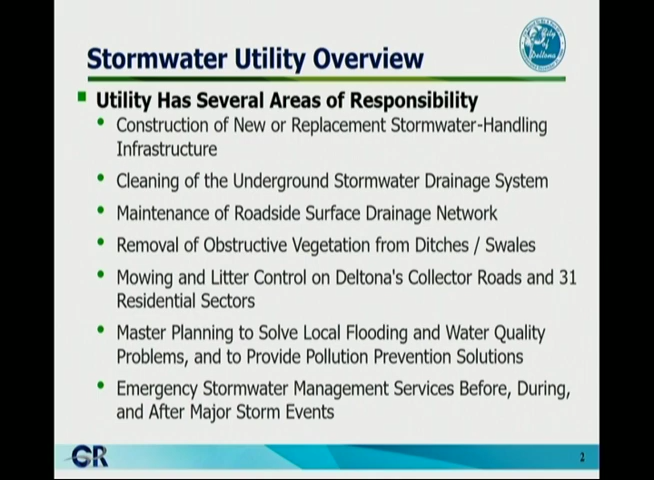 Stormwater Utility Overview
City
of
Deltona
Utility Has Several Areas of Responsibility
Construction of New or Replacement Stormwater-Handling
Infrastructure
Cleaning of the Underground Stormwater Drainage System
Maintenance of Roadside Surface Drainage Network
Removal of Obstructive Vegetation from Ditches / Swales
Mowing and Litter Control on Deltona's Collector Roads and 31
Residential Sectors
Master Planning to Solve Local Flooding and Water Quality
Problems, and to Provide Pollution Prevention Solutions
Emergency Stormwater Management Services Before, During,
and After Major Storm Events
GR
2